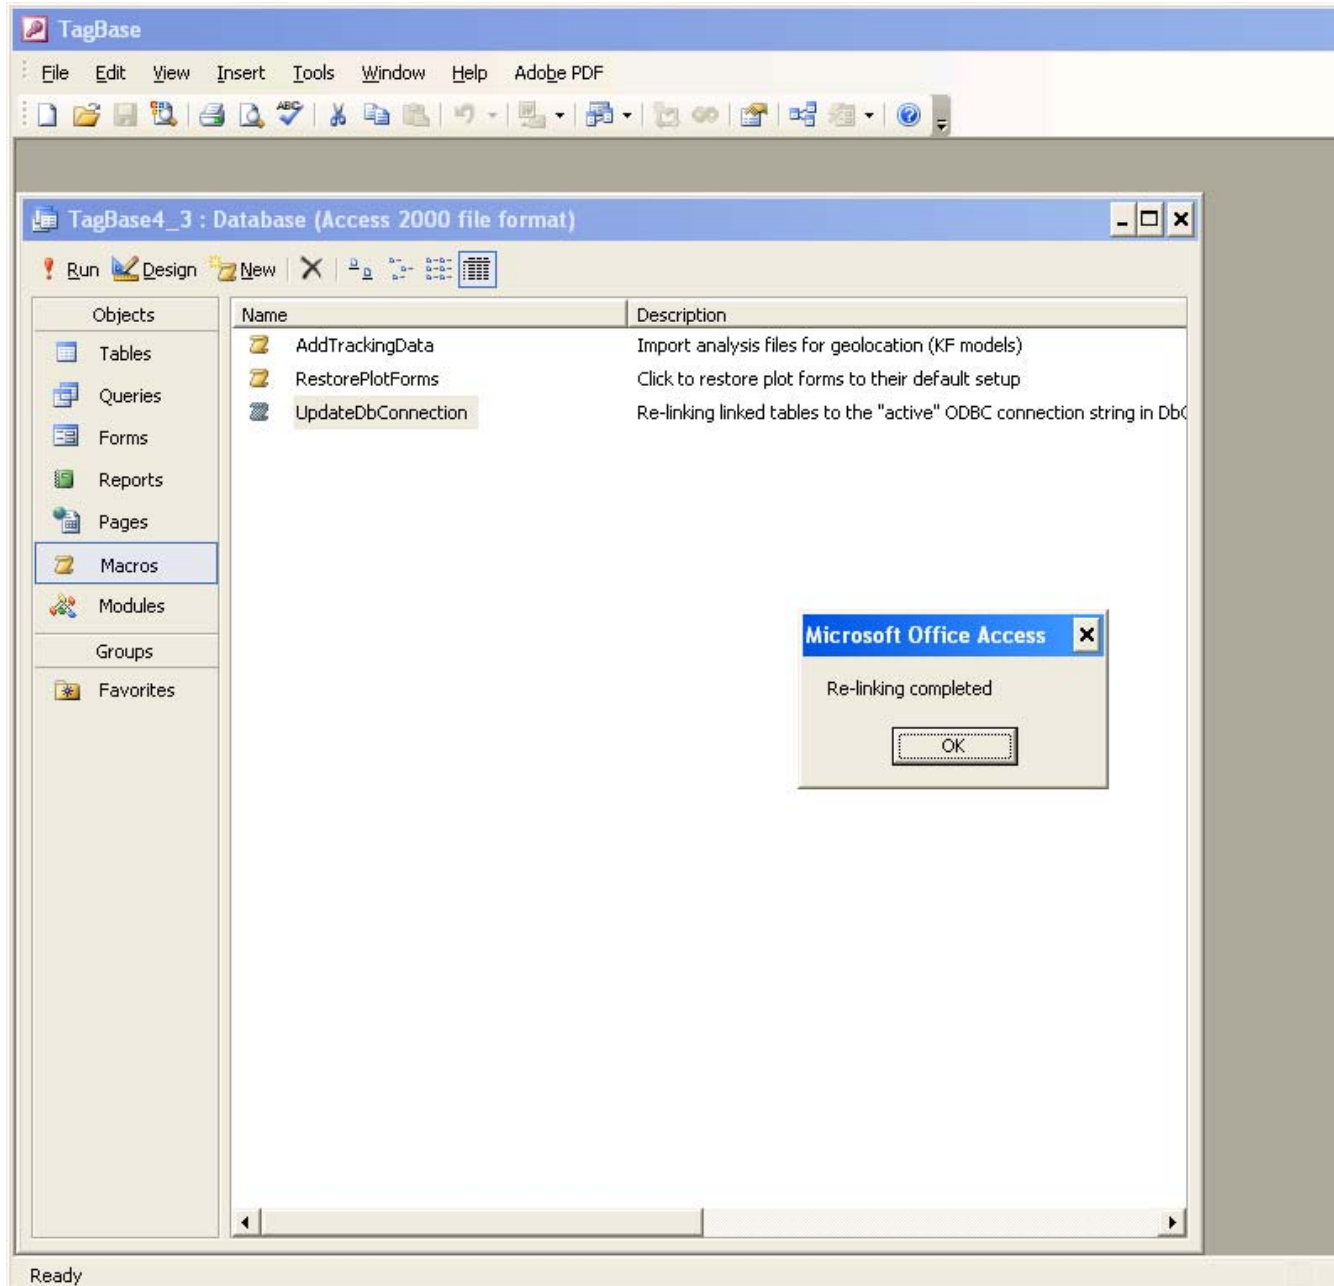 TagBase
File Edit View Insert Tools Window Help Adobe PDF
ABC
TagBase4_3 : Database (Access 2000 file format)
Run Design New
Objects
Tables
Queries
Forms
Reports
Pages
Macros
Modules
Groups
Favorites
Name Description
AddTrackingData Import analysis files for geolocation (KF models)
RestorePlotForms Click to restore plot forms to their default setup
UpdateDbConnection Re-linking linked tables to the "active" ODBC connection string in Db
Microsoft Office Access
Re-linking completed
OK
Ready